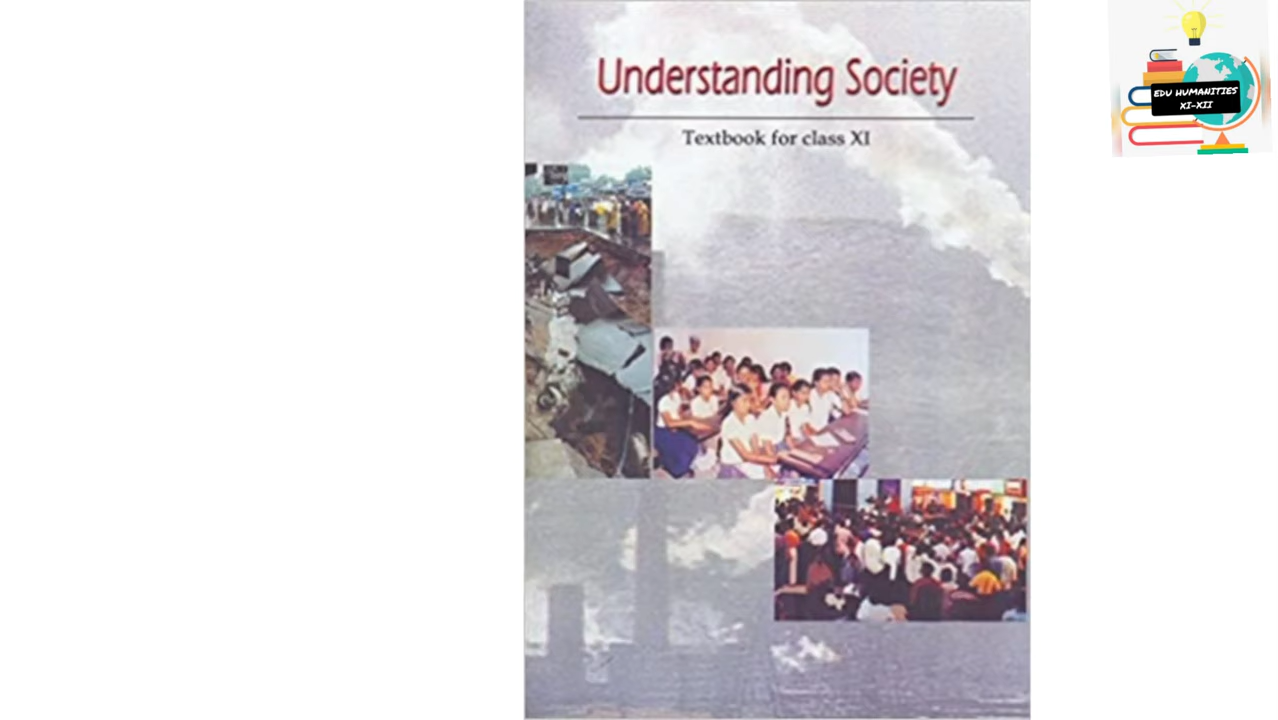 Understanding Society
Textbook for class XI
EDU HUMANITIES
XI-XII